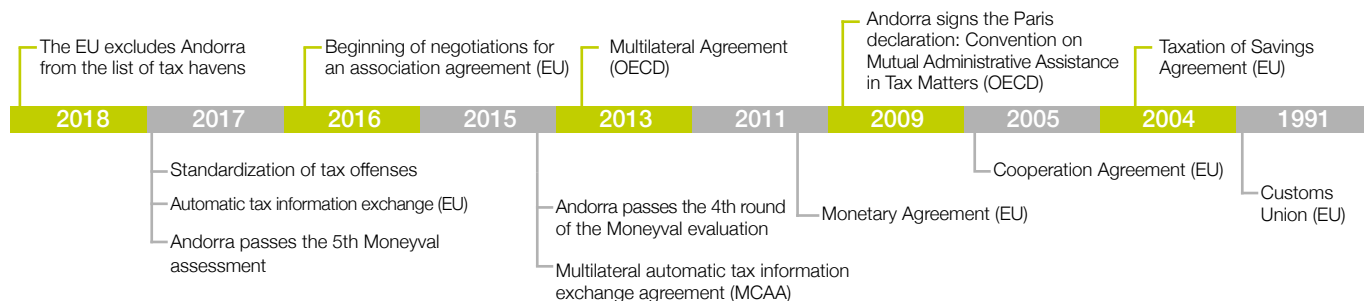 The EU excludes Andorra
from the list of tax havens
Beginning of negotiations for
an association agreement (EU)
Multilateral Agreement
(OECD)
Andorra signs the Paris
declaration: Convention on
Mutual Administrative Assistance
in Tax Matters (OECD)
Taxation of Savings
Agreement (EU)
2018 2017 2016 2015 2013 2011 2009 2005 2004 1991
Standardization of tax offenses
Automatic tax information exchange (EU)
Andorra passes the 5th Moneyval
assessment
Andorra passes the 4th round
of the Moneyval evaluation
Multilateral automatic tax information
exchange agreement (MCAA)
Monetary Agreement (EU)
Cooperation Agreement (EU)
Customs
Union (EU)